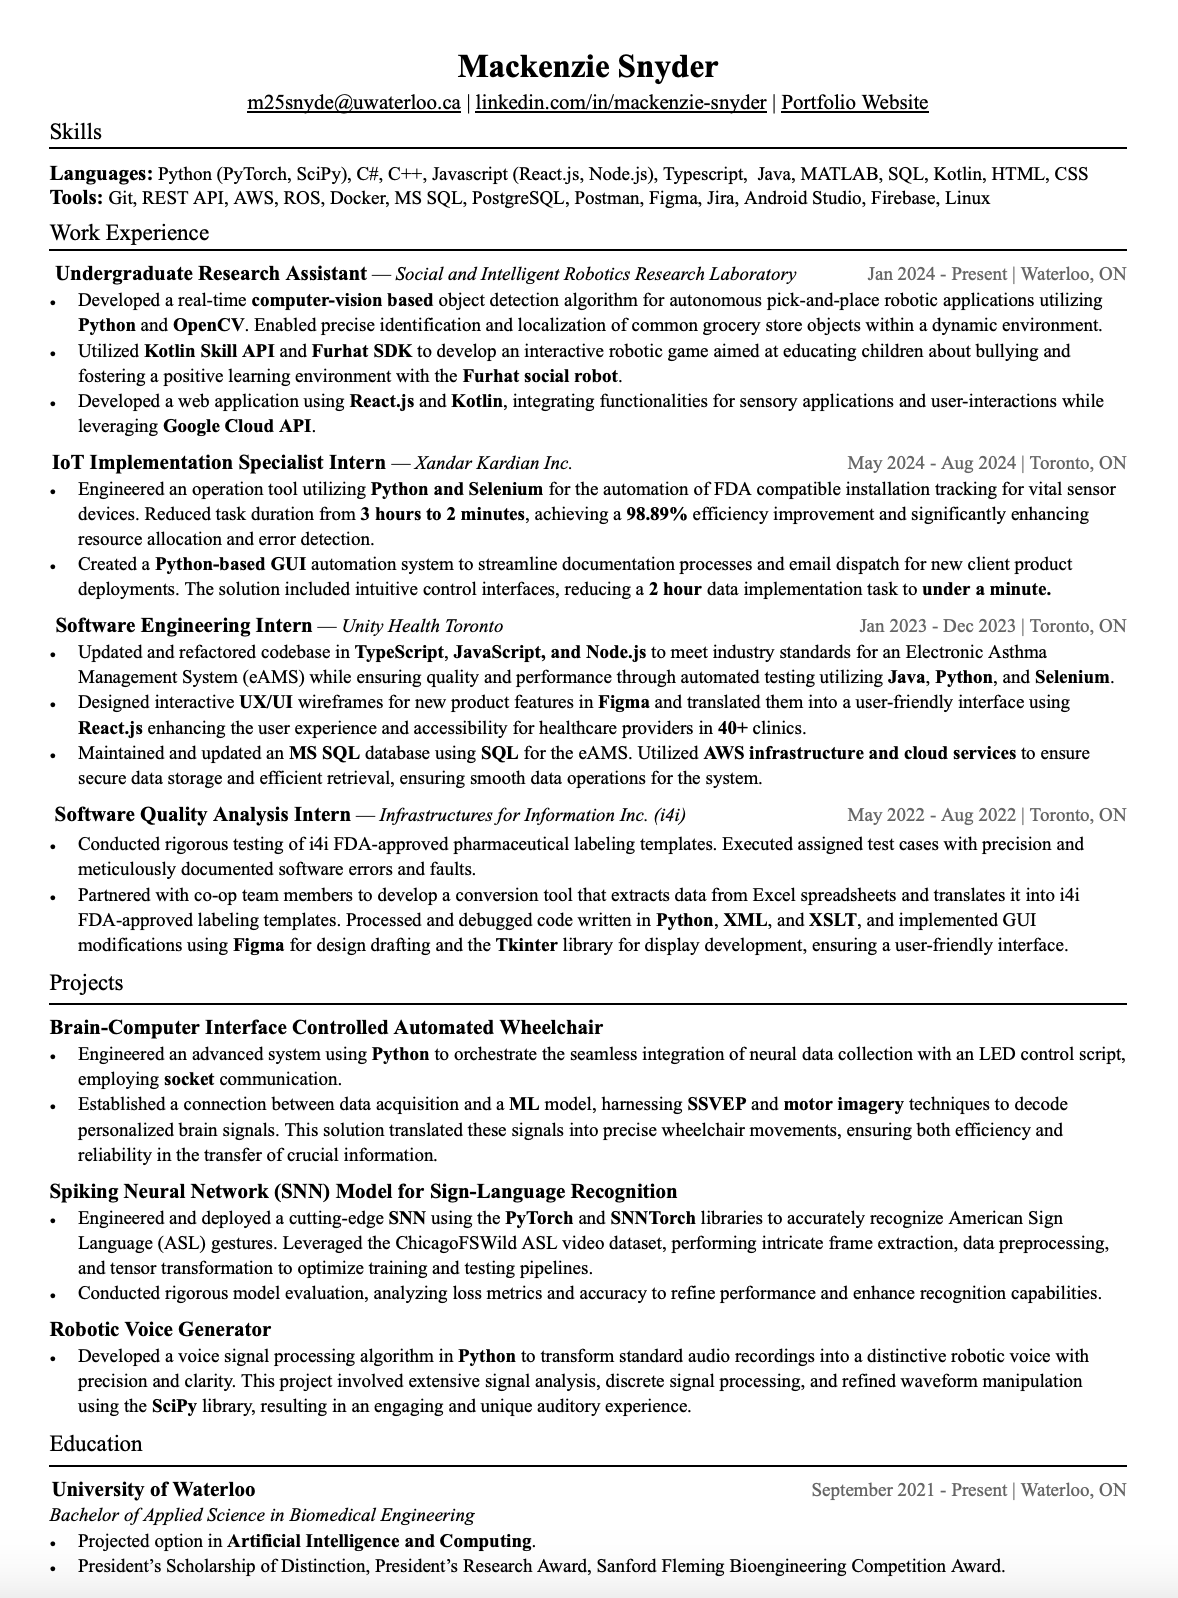 Mackenzie Snyder
m25snyde@uwaterloo.ca | linkedin.com/in/mackenzie-snyder | Portfolio Website
Skills
Languages: Python (PyTorch, SciPy), C#, C++, Javascript (React.js, Node.js), Typescript, Java, MATLAB, SQL, Kotlin, HTML, CSS
Tools: Git, REST API, AWS, ROS, Docker, MS SQL, PostgreSQL, Postman, Figma, Jira, Android Studio, Firebase, Linux
Work Experience
Undergraduate Research Assistant — Social and Intelligent Robotics Research Laboratory Jan 2024 - Present | Waterloo, ON
• Developed a real-time computer-vision based object detection algorithm for autonomous pick-and-place robotic applications utilizing
Python and OpenCV. Enabled precise identification and localization of common grocery store objects within a dynamic environment.
• Utilized Kotlin Skill API and Furhat SDK to develop an interactive robotic game aimed at educating children about bullying and
fostering a positive learning environment with the Furhat social robot.
• Developed a web application using React.js and Kotlin, integrating functionalities for sensory applications and user-interactions while
leveraging Google Cloud API.
IoT Implementation Specialist Intern — Xandar Kardian Inc. May 2024 - Aug 2024 | Toronto, ON
• Engineered an operation tool utilizing Python and Selenium for the automation of FDA compatible installation tracking for vital sensor
devices. Reduced task duration from 3 hours to 2 minutes, achieving a 98.89% efficiency improvement and significantly enhancing
resource allocation and error detection.
• Created a Python-based GUI automation system to streamline documentation processes and email dispatch for new client product
deployments. The solution included intuitive control interfaces, reducing a 2 hour data implementation task to under a minute.
Software Engineering Intern — Unity Health Toronto Jan 2023 - Dec 2023 | Toronto, ON
• Updated and refactored codebase in TypeScript, JavaScript, and Node.js to meet industry standards for an Electronic Asthma
Management System (eAMS) while ensuring quality and performance through automated testing utilizing Java, Python, and Selenium.
• Designed interactive UX/UI wireframes for new product features in Figma and translated them into a user-friendly interface using
React.js enhancing the user experience and accessibility for healthcare providers in 40+ clinics.
• Maintained and updated an MS SQL database using SQL for the eAMS. Utilized AWS infrastructure and cloud services to ensure
secure data storage and efficient retrieval, ensuring smooth data operations for the system.
Software Quality Analysis Intern — Infrastructures for Information Inc. (i4i) May 2022 - Aug 2022 | Toronto, ON
• Conducted rigorous testing of i4i FDA-approved pharmaceutical labeling templates. Executed assigned test cases with precision and
meticulously documented software errors and faults.
• Partnered with co-op team members to develop a conversion tool that extracts data from Excel spreadsheets and translates it into i4i
FDA-approved labeling templates. Processed and debugged code written in Python, XML, and XSLT, and implemented GUI
modifications using Figma for design drafting and the Tkinter library for display development, ensuring a user-friendly interface.
Projects
Brain-Computer Interface Controlled Automated Wheelchair
• Engineered an advanced system using Python to orchestrate the seamless integration of neural data collection with an LED control script,
employing socket communication.
• Established a connection between data acquisition and a ML model, harnessing SSVEP and motor imagery techniques to decode
personalized brain signals. This solution translated these signals into precise wheelchair movements, ensuring both efficiency and
reliability in the transfer of crucial information.
Spiking Neural Network (SNN) Model for Sign-Language Recognition
• Engineered and deployed a cutting-edge SNN using the PyTorch and SNNTorch libraries to accurately recognize American Sign
Language (ASL) gestures. Leveraged the ChicagoFSWild ASL video dataset, performing intricate frame extraction, data preprocessing,
and tensor transformation to optimize training and testing pipelines.
• Conducted rigorous model evaluation, analyzing loss metrics and accuracy to refine performance and enhance recognition capabilities.
Robotic Voice Generator
• Developed a voice signal processing algorithm in Python to transform standard audio recordings into a distinctive robotic voice with
precision and clarity. This project involved extensive signal analysis, discrete signal processing, and refined waveform manipulation
using the SciPy library, resulting in an engaging and unique auditory experience.
Education
University of Waterloo September 2021 - Present | Waterloo, ON
Bachelor of Applied Science in Biomedical Engineering
• Projected option in Artificial Intelligence and Computing.
• President’s Scholarship of Distinction, President’s Research Award, Sanford Fleming Bioengineering Competition Award.